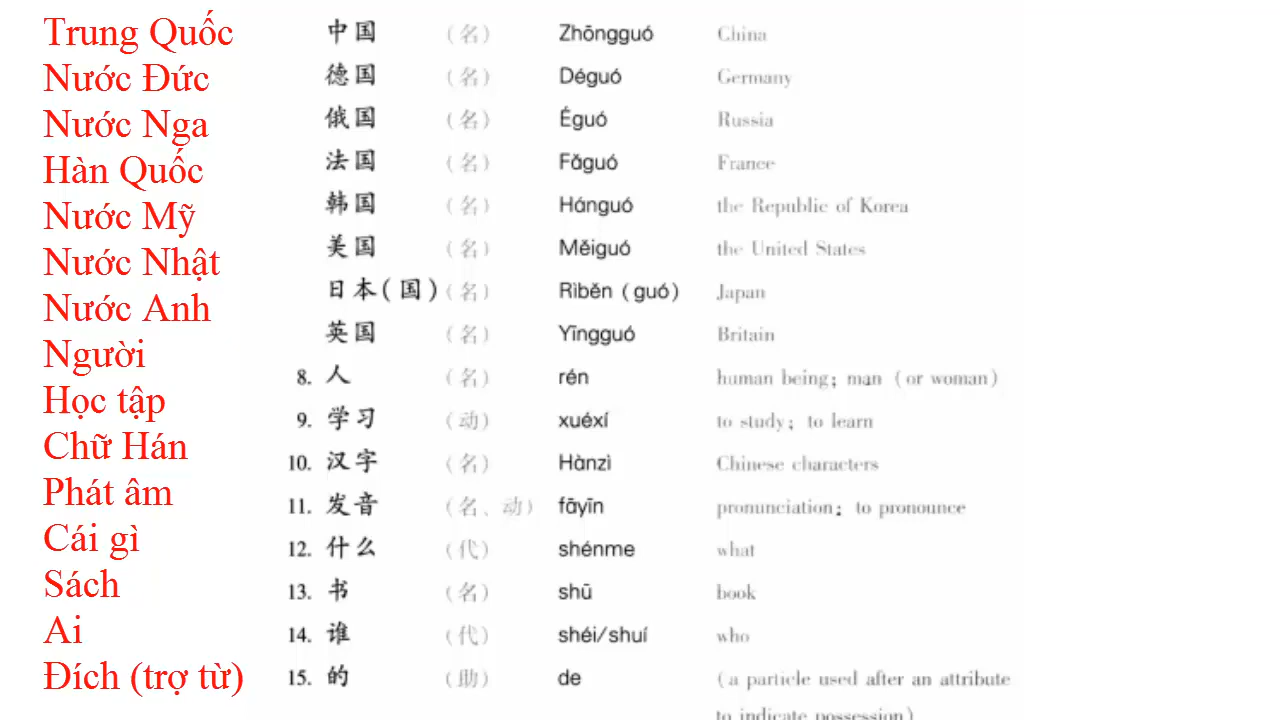 Trung Quốc
Nước Đức
Nước Nga
Hàn Quốc
Nước Mỹ
Nước Nhật
Nước Anh
Người
Học tập
Chữ Hán
Phát âm
Cái gì
Sách
Ai
Đích (trợ từ)
中国 (名) Zhōngguó China
德国 (名) Déguó Germany
俄国 (名) Éguó Russia
法国 (名) Fǎguó France
韩国 (名) Hánguó the Republic of Korea
美国 (名) Měiguó the United States
日本(国) (名) Rìběn (guó) Japan
英国 (名) Yīngguó Britain
8. 人 (名) rén human being; man (or woman)
9. 学习 (动) xuéxí to study; to learn
10. 汉字 (名) Hànzì Chinese characters
11. 发音 (名、动) fāyīn pronunciation; to pronounce
12. 什么 (代) shénme what
13. 书 (名) shū book
14. 谁 (代) shéi/shuí who
15. 的 (助) de (a particle used after an attribute
to indicate possession)